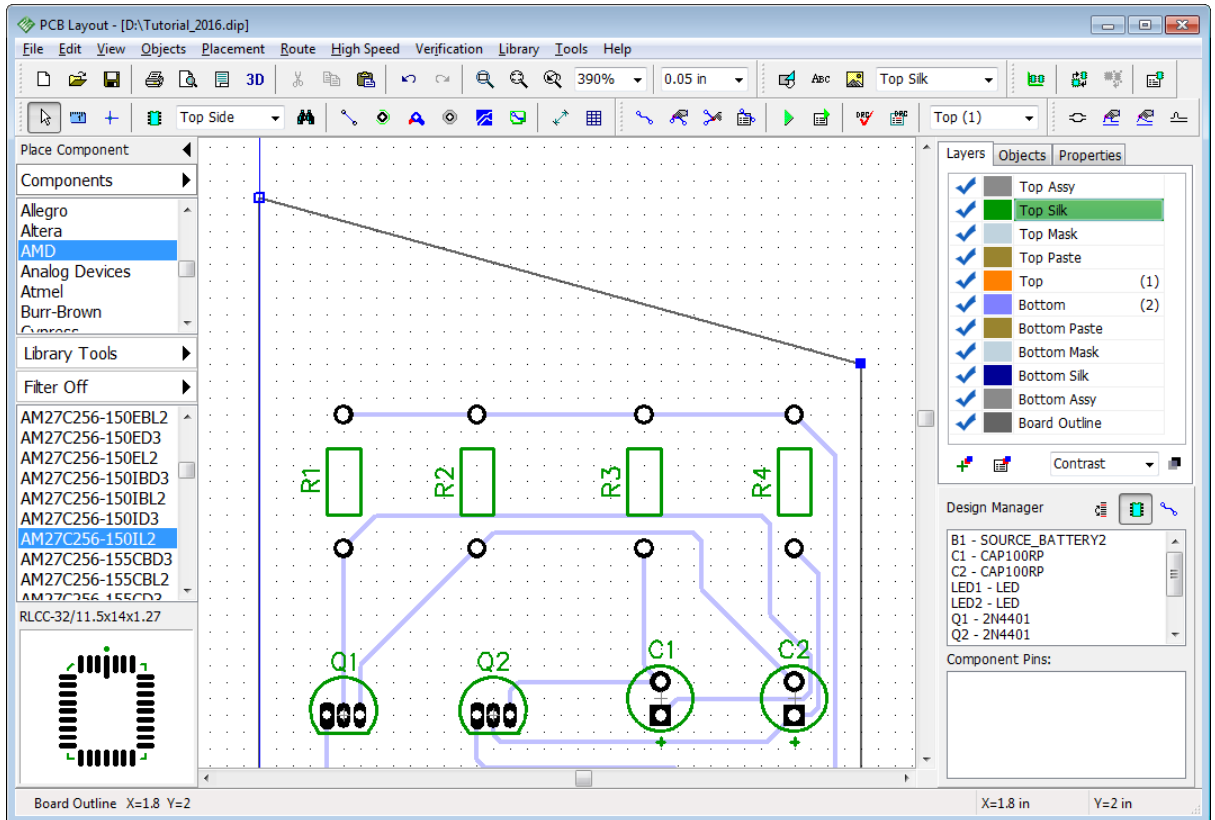 PCB Layout - [D:\Tutorial_2016.dip]
File Edit View Objects Placement Route High Speed Verification Library Tools Help
3D 390% 0.05 in ABC Top Silk
Top Side DRC DRC Top (1)
Place Component
Components
Allegro
Altera
AMD
Analog Devices
Atmel
Burr-Brown
Cypress
Library Tools
Filter Off
AM27C256-150EBL2
AM27C256-150ED3
AM27C256-150EL2
AM27C256-150IBD3
AM27C256-150IBL2
AM27C256-150ID3
AM27C256-150IL2
AM27C256-155CBD3
AM27C256-155CBL2
AM27C256-155CD3
RLCC-32/11.5x14x1.27
R1 R2 R3 R4
Q1 Q2 C1 C2
+ +
Layers Objects Properties
Top Assy
Top Silk
Top Mask
Top Paste
Top (1)
Bottom (2)
Bottom Paste
Bottom Mask
Bottom Silk
Bottom Assy
Board Outline
Contrast
Design Manager
B1 - SOURCE_BATTERY2
C1 - CAP100RP
C2 - CAP100RP
LED1 - LED
LED2 - LED
Q1 - 2N4401
Q2 - 2N4401
Component Pins:
Board Outline X=1.8 Y=2 X=1.8 in Y=2 in